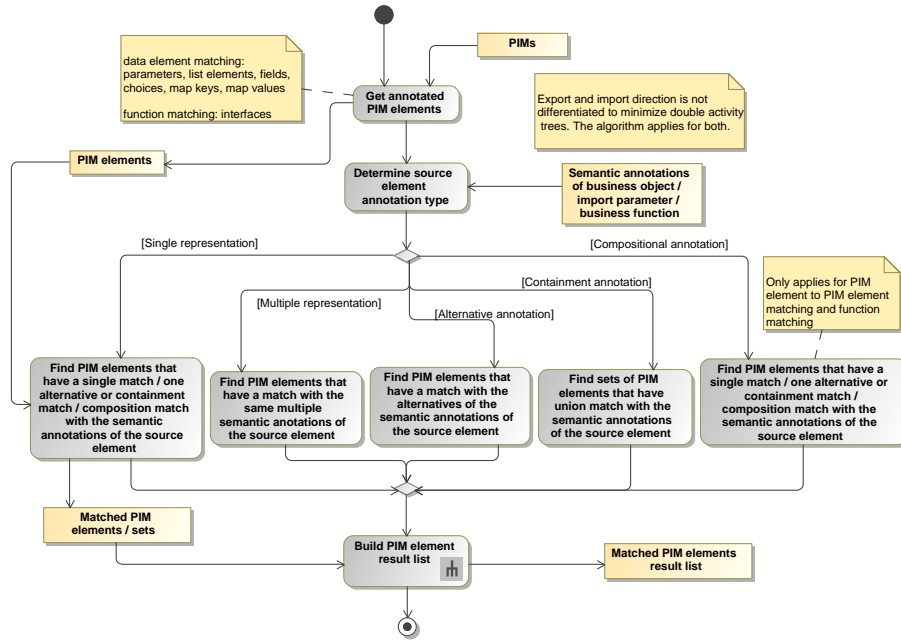 PIMs
data element matching:
parameters, list elements, fields,
choices, map keys, map values
function matching: interfaces
Get annotated
PIM elements
Export and import direction is not
differentiated to minimize double activity
trees. The algorithm applies for both.
PIM elements
Determine source
element
annotation type
Semantic annotations
of business object /
import parameter /
business function
[Single representation]
[Compositional annotation]
[Multiple representation]
[Containment annotation]
[Alternative annotation]
Only applies for PIM
element to PIM element
matching and function
matching
Find PIM elements that
have a single match / one
alternative or containment
match / composition match
with the semantic
annotations of the source
element
Find PIM elements that
have a match with the
same multiple
semantic anotations of
the source element
Find PIM elements that
have a match with the
alternatives of the
semantic annotations of
the source element
Find sets of PIM
elements that have
union match with the
semantic annotations
of the source element
Find PIM elements that have a
single match / one alternative or
containment match /
composition match with the
semantic annotations of the
source element
Matched PIM
elements / sets
Build PIM element
result list
Matched PIM elements
result list